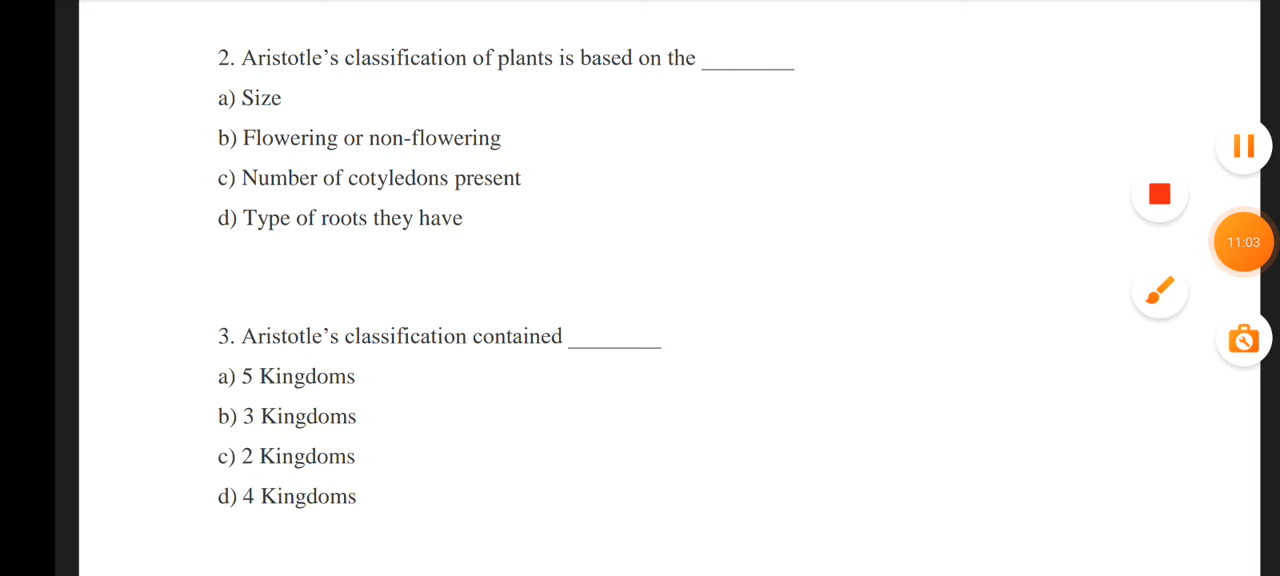 2. Aristotle’s classification of plants is based on the ________
a) Size
b) Flowering or non-flowering
c) Number of cotyledons present
d) Type of roots they have
3. Aristotle’s classification contained ________
a) 5 Kingdoms
b) 3 Kingdoms
c) 2 Kingdoms
d) 4 Kingdoms
11:03